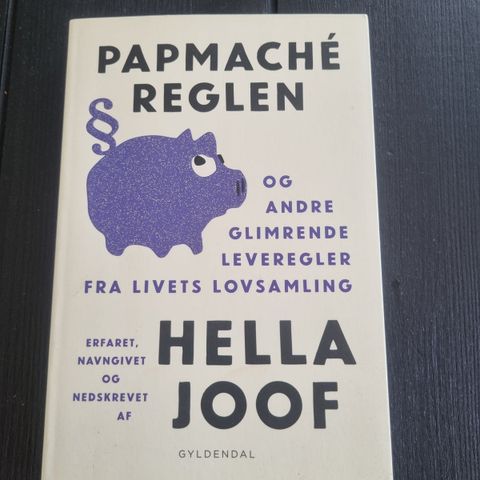 PAPMACHÉ
REGLEN
§
OG
ANDRE
GLIMRENDE
LEVEREGLER
FRA LIVETS LOVSAMLING
ERFARET,
NAVNGIVET
OG
NEDSKREVET
AF
HELLA
JOOF
GYLDENDAL